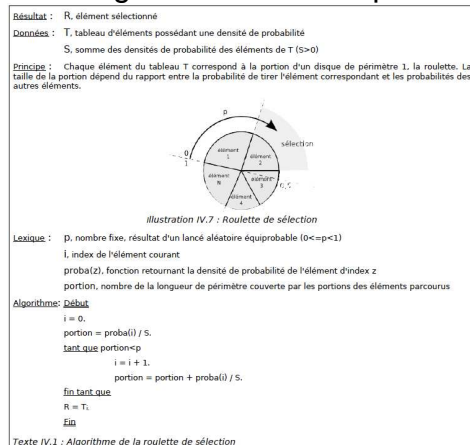 Résultat : R, élément sélectionné
Données : T, tableau d'éléments possédant une densité de probabilité
S, somme des densités de probabilité des éléments de T (S>0)
Principe : Chaque élément du tableau T correspond à la portion d'un disque de périmètre 1, la roulette. La
taille de la portion dépend du rapport entre la probabilité de tirer l'élément correspondant et les probabilités des
autres éléments.
p
sélection
0
1
élément
1
élément
2
élément
N
élément
3
élément
4
Illustration IV.7 : Roulette de sélection
Lexique : p, nombre fixe, résultat d'un lancé aléatoire équiprobable (0<=p<1)
i, index de l'élément courant
proba(z), fonction retournant la densité de probabilité de l'élément d'index z
portion, nombre de la longueur de périmètre couverte par les portions des éléments parcourus
Algorithme: Début
i = 0.
portion = proba(i) / S.
tant que portion<p
i = i + 1.
portion = portion + proba(i) / S.
fin tant que
R = Ti.
Fin
Texte IV.1 : Algorithme de la roulette de sélection